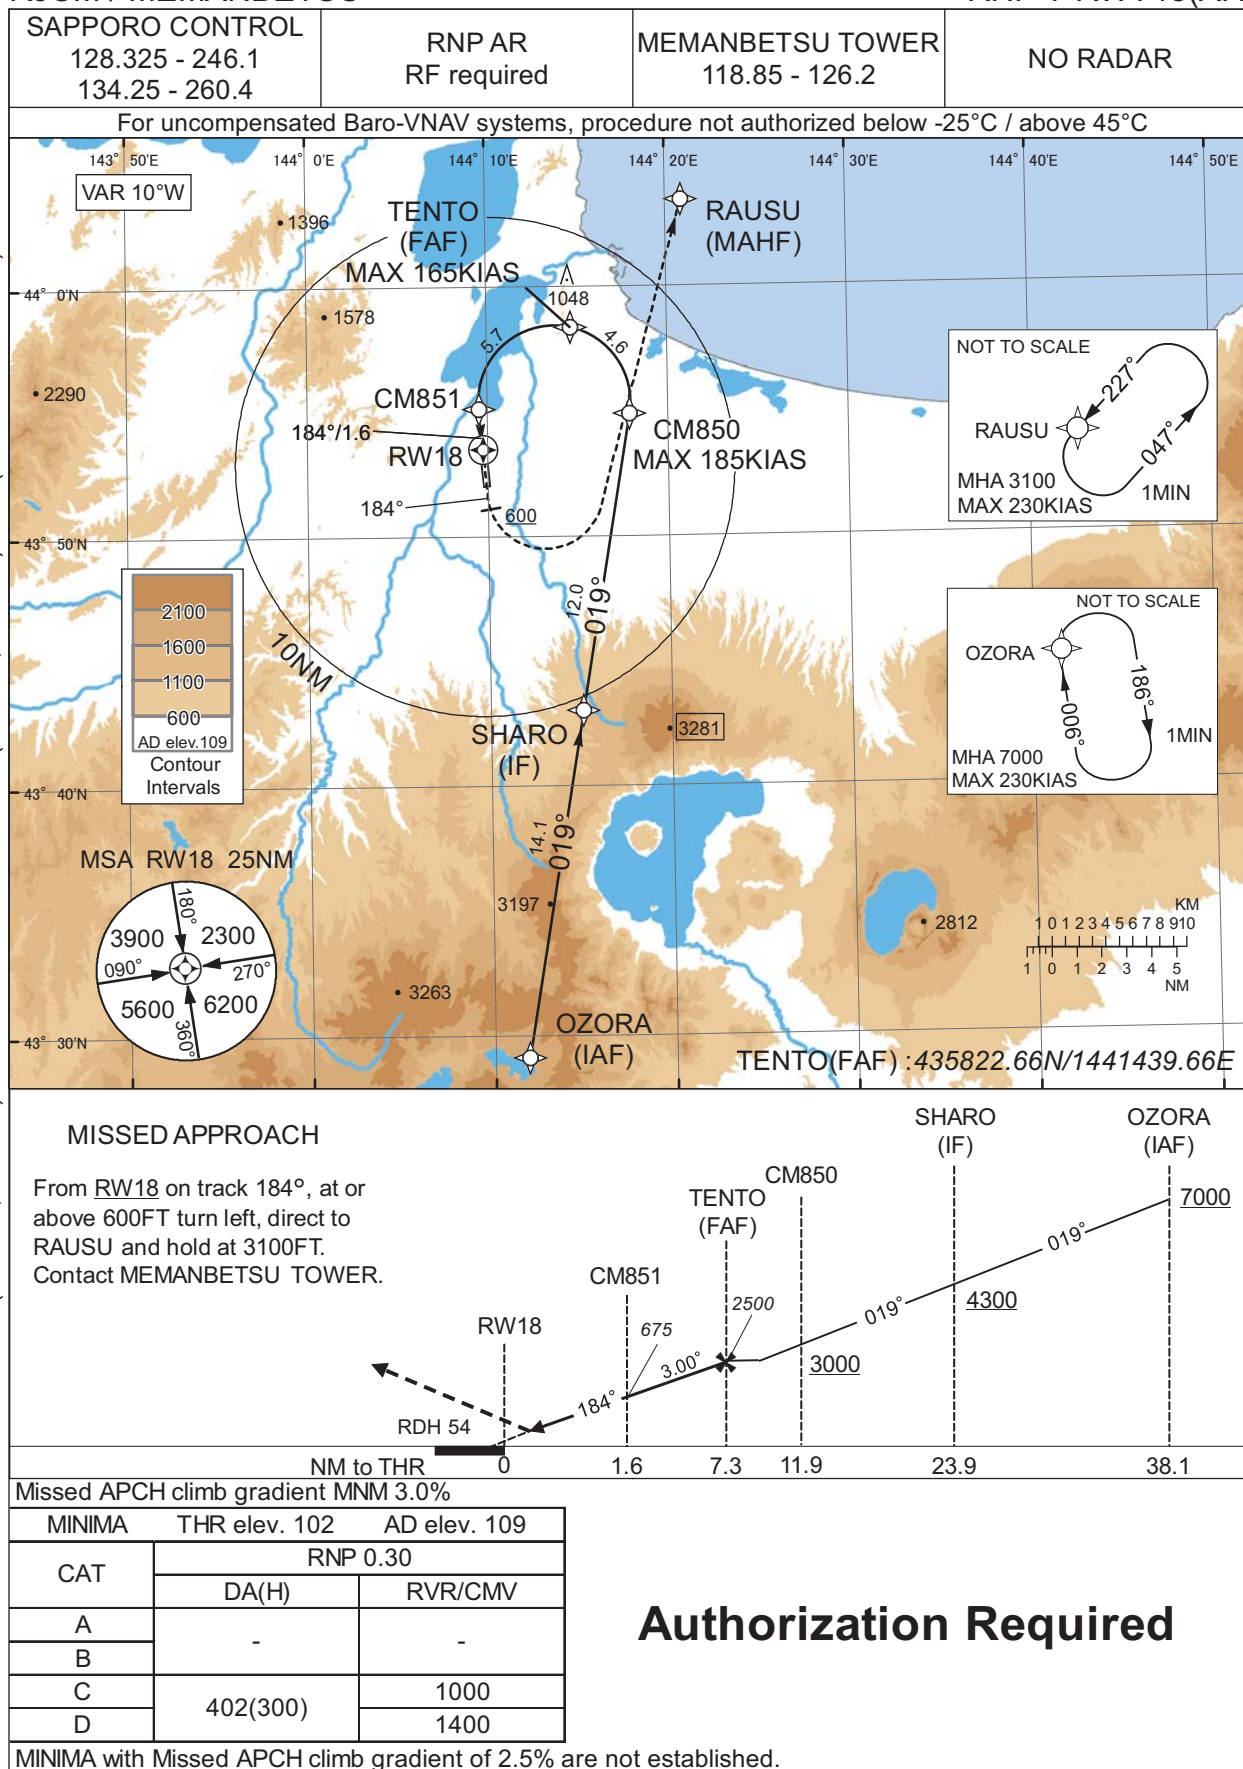 SAPPORO CONTROL
128.325 - 246.1
134.25 - 260.4
RNP AR
RF required
MEMANBETSU TOWER
118.85 - 126.2
NO RADAR
For uncompensated Baro-VNAV systems, procedure not authorized below -25°C / above 45°C
143° 50'E
144° 0'E
144° 10'E
144° 20'E
144° 30'E
144° 40'E
144° 50'E
VAR 10°W
1396
TENTO
(FAF)
MAX 165KIAS
RAUSU
(MAHF)
44° 0'N
1048
1578
5.7
4.6
2290
CM851
184°/1.6
RW18
CM850
MAX 185KIAS
184°
600
NOT TO SCALE
227°
RAUSU
047°
MHA 3100
MAX 230KIAS
1MIN
43° 50'N
2100
1600
1100
600
AD elev.109
Contour
Intervals
10NM
12.0
019°
NOT TO SCALE
OZORA
186°
006°
1MIN
MHA 7000
MAX 230KIAS
SHARO
(IF)
3281
43° 40'N
14.1
019°
MSA RW18 25NM
180°
3900
2300
090°
270°
5600
6200
360°
3197
2812
KM
1 0 1 2 3 4 5 6 7 8 9 10
1 0 1 2 3 4 5
NM
3263
OZORA
(IAF)
43° 30'N
TENTO(FAF) :435822.66N/1441439.66E
MISSED APPROACH
From RW18 on track 184°, at or
above 600FT turn left, direct to
RAUSU and hold at 3100FT.
Contact MEMANBETSU TOWER.
SHARO
(IF)
OZORA
(IAF)
CM850
TENTO
(FAF)
7000
019°
CM851
4300
019°
2500
RW18
675
3.00°
3000
184°
RDH 54
NM to THR
0
1.6
7.3
11.9
23.9
38.1
Missed APCH climb gradient MNM 3.0%
MINIMA THR elev. 102 AD elev. 109
CAT
RNP 0.30
DA(H)
RVR/CMV
A
-
-
B
C
402(300)
1000
D
1400
Authorization Required
MINIMA with Missed APCH climb gradient of 2.5% are not established.